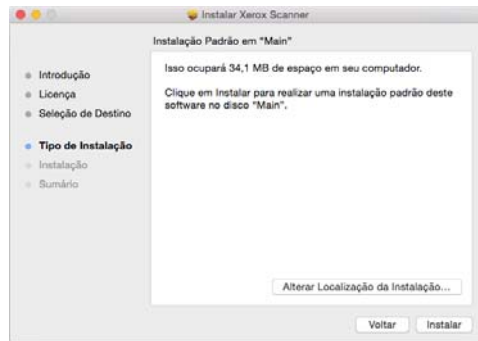 Instalar Xerox Scanner
Instalação Padrão em "Main"
Introdução
Licença
Seleção de Destino
Tipo de Instalação
Instalação
Sumário
Isso ocupará 34,1 MB de espaço em seu computador.
Clique em Instalar para realizar uma instalação padrão deste
software no disco "Main".
Alterar Localização da Instalação...
Voltar
Instalar